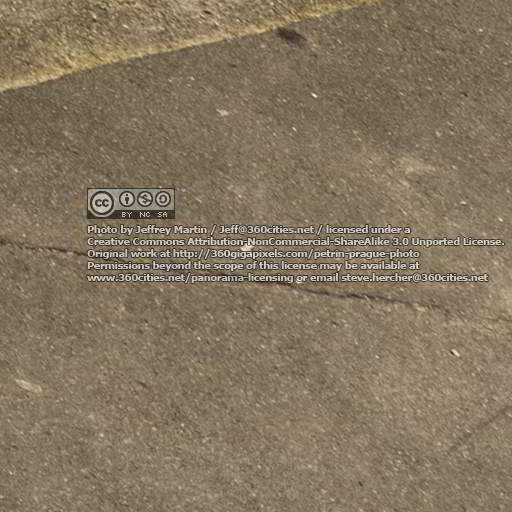 cc
BY NC SA
Photo by Jeffrey Martin / Jeff@360cities.net / licensed under a
Creative Commons Attribution-NonCommercial-ShareAlike 3.0 Unported License.
Original work at http://360gigapixels.com/petrin-prague-photo
Permissions beyond the scope of this license may be available at
www.360cities.net/panorama-licensing or email steve.hercher@360cities.net